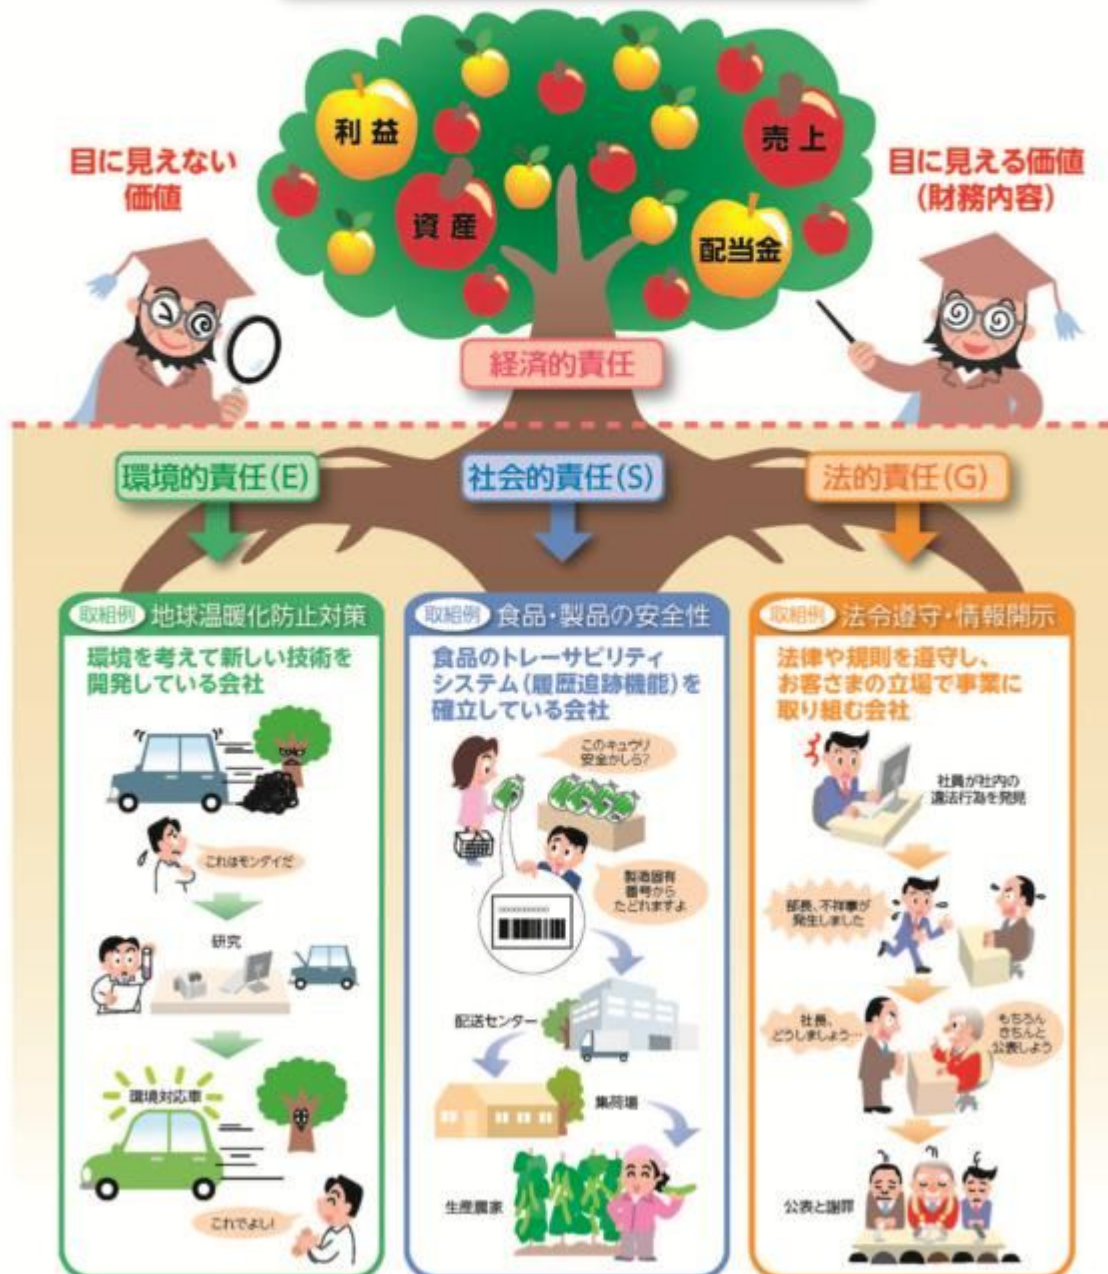 利益
売上
目に見えない
価値
目に見える価値
(財務内容)
資産
配当金
経済的責任
環境的責任(E)
社会的責任(S)
法的責任(G)
取組例 地球温暖化防止対策
環境を考えて新しい技術を
開発している会社
これはモンダイだ
研究
環境対応車
これでよし!
取組例 食品・製品の安全性
食品のトレーサビリティ
システム(履歴追跡機能)を
確立している会社
このキュウリ
安全かしら?
製造固有
番号から
たどれますよ
配送センター
集荷場
生産農家
取組例 法令遵守・情報開示
法律や規則を遵守し、
お客さまの立場で事業に
取り組む会社
社員が社内の
違法行為を発見
部長、不祥事が
発生しました
社長、
どうしましょう…
もちろん
きちんと
公表しよう
公表と謝罪